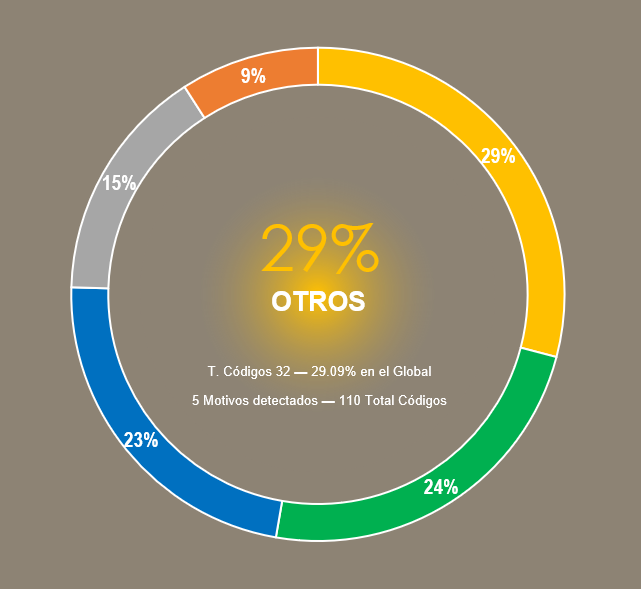 9%
29%
15%
29%
OTROS
T. Códigos 32 — 29.09% en el Global
5 Motivos detectados — 110 Total Códigos
23%
24%